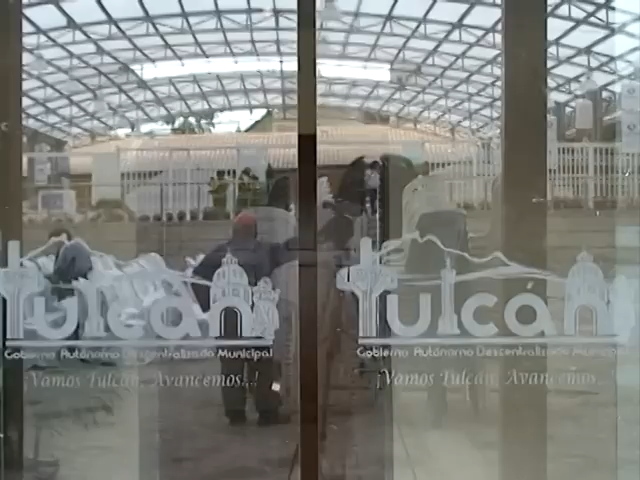 tulcán
Gobierno Autónomo Descentralizado Municipal
¡Vamos Tulcán, Avancemos...!
tulcán
Gobierno Autónomo Descentralizado Municipal
¡Vamos Tulcán, Avancemos...